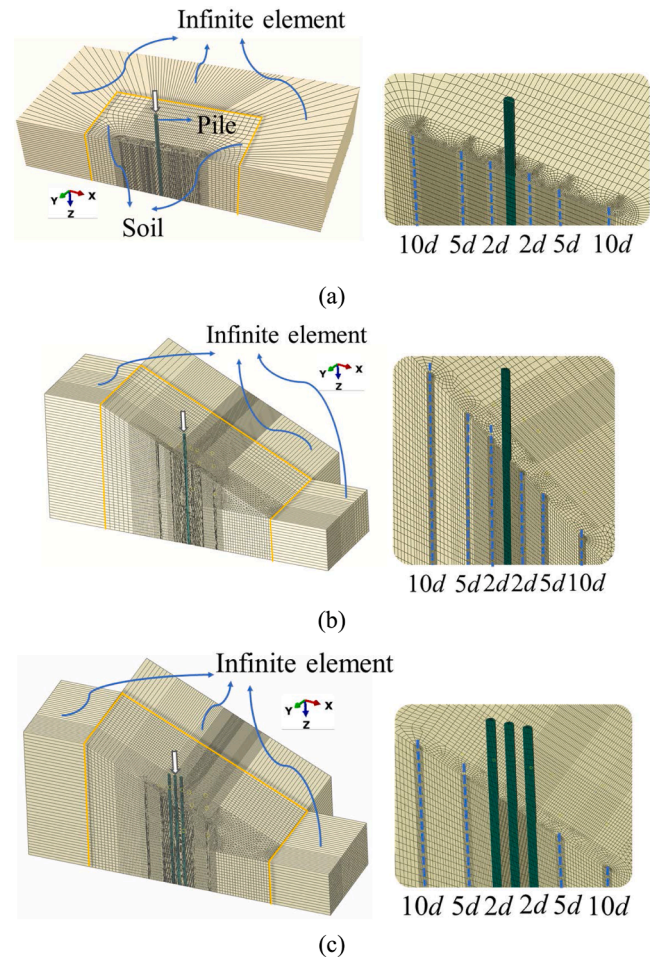 Infinite element
Pile
Y X
Z
Soil
10d 5d 2d 2d 5d 10d
(a)
Infinite element
Y X
Z
10d 5d 2d 2d 5d 10d
(b)
Infinite element
Y X
Z
10d 5d 2d 2d 5d 10d
(c)